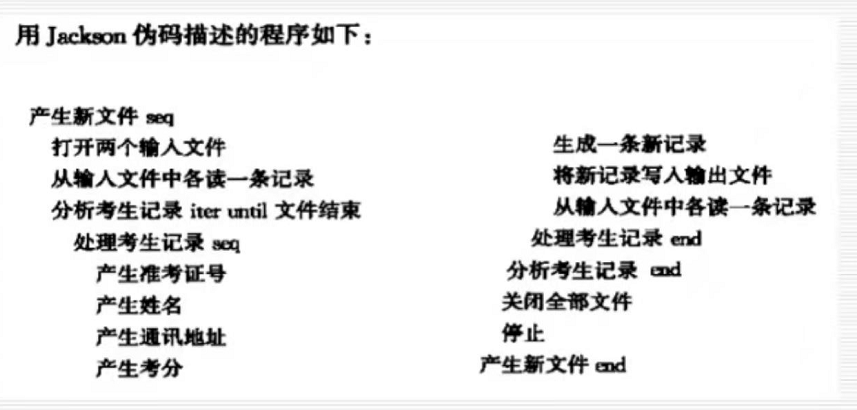 用 Jackson 伪码描述的程序如下：
产生新文件 seq
打开两个输入文件
从输入文件中各读一条记录
分析考生记录 iter until 文件结束
处理考生记录 seq
产生准考证号
产生姓名
产生通讯地址
产生考分
生成一条新记录
将新记录写入输出文件
从输入文件中各读一条记录
处理考生记录 end
分析考生记录 end
关闭全部文件
停止
产生新文件 end